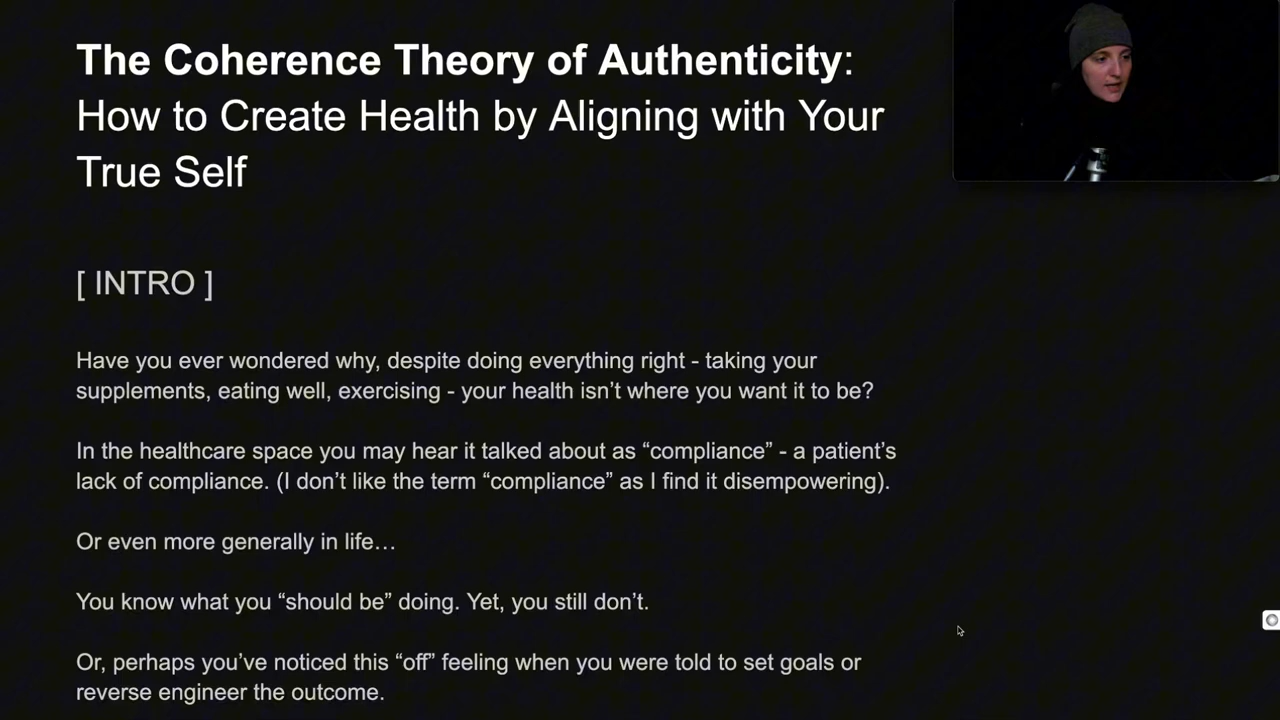 The Coherence Theory of Authenticity:
How to Create Health by Aligning with Your
True Self
[ INTRO ]
Have you ever wondered why, despite doing everything right - taking your
supplements, eating well, exercising - your health isn’t where you want it to be?
In the healthcare space you may hear it talked about as “compliance” - a patient’s
lack of compliance. (I don’t like the term “compliance” as I find it disempowering).
Or even more generally in life…
You know what you “should be” doing. Yet, you still don’t.
Or, perhaps you’ve noticed this “off” feeling when you were told to set goals or
reverse engineer the outcome.